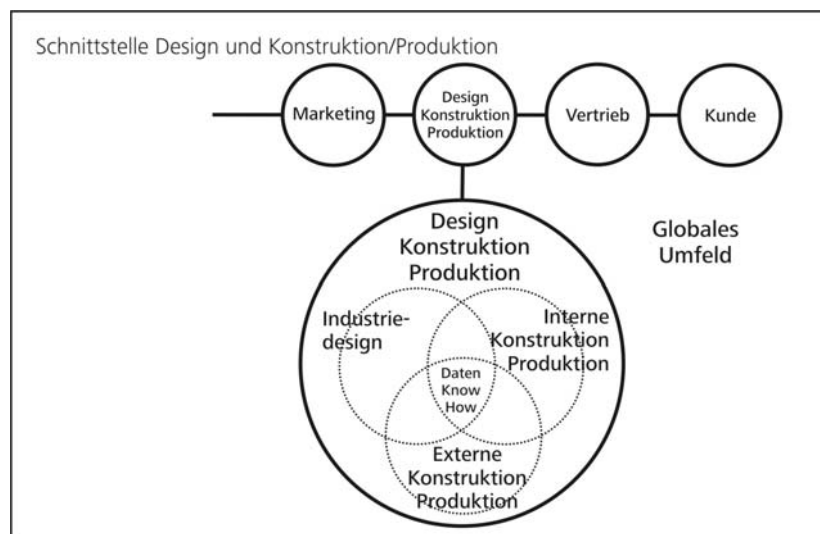 Schnittstelle Design und Konstruktion/Produktion
Marketing
Design
Konstruktion
Produktion
Vertrieb
Kunde
Design
Konstruktion
Produktion
Globales
Umfeld
Industrie-
design
Interne
Konstruktion
Produktion
Daten
Know
How
Externe
Konstruktion
Produktion